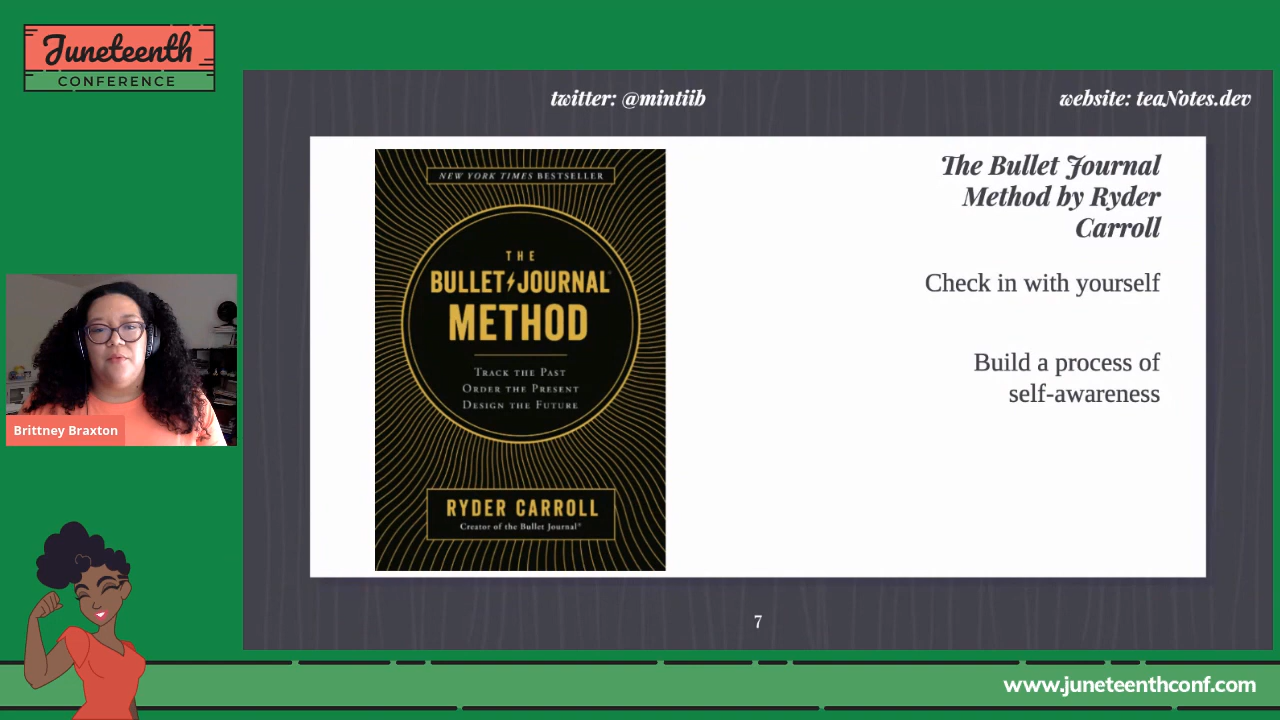 Juneteenth
CONFERENCE
twitter: @mintiib
website: teaNotes.dev
NEW YORK TIMES BESTSELLER
THE
BULLET JOURNAL®
METHOD
TRACK THE PAST
ORDER THE PRESENT
DESIGN THE FUTURE
RYDER CARROLL
Creator of the Bullet Journal®
The Bullet Journal
Method by Ryder
Carroll
Check in with yourself
Build a process of
self-awareness
Brittney Braxton
7
www.juneteenthconf.com